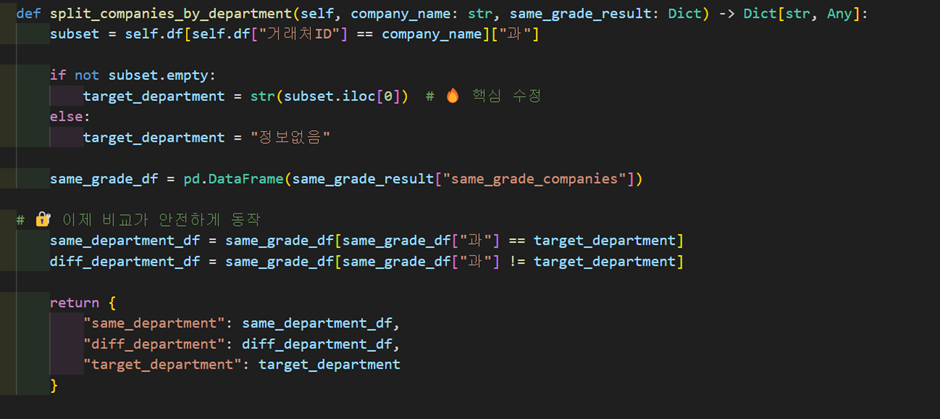 def split_companies_by_department(self, company_name: str, same_grade_result: Dict) -> Dict[str, Any]:
    subset = self.df[self.df["거래처ID"] == company_name]["과"]

    if not subset.empty:
        target_department = str(subset.iloc[0])  # 🔥 핵심 수정
    else:
        target_department = "정보없음"

    same_grade_df = pd.DataFrame(same_grade_result["same_grade_companies"])

# 🔐 이제 비교가 안전하게 동작
    same_department_df = same_grade_df[same_grade_df["과"] == target_department]
    diff_department_df = same_grade_df[same_grade_df["과"] != target_department]

    return {
        "same_department": same_department_df,
        "diff_department": diff_department_df,
        "target_department": target_department
    }